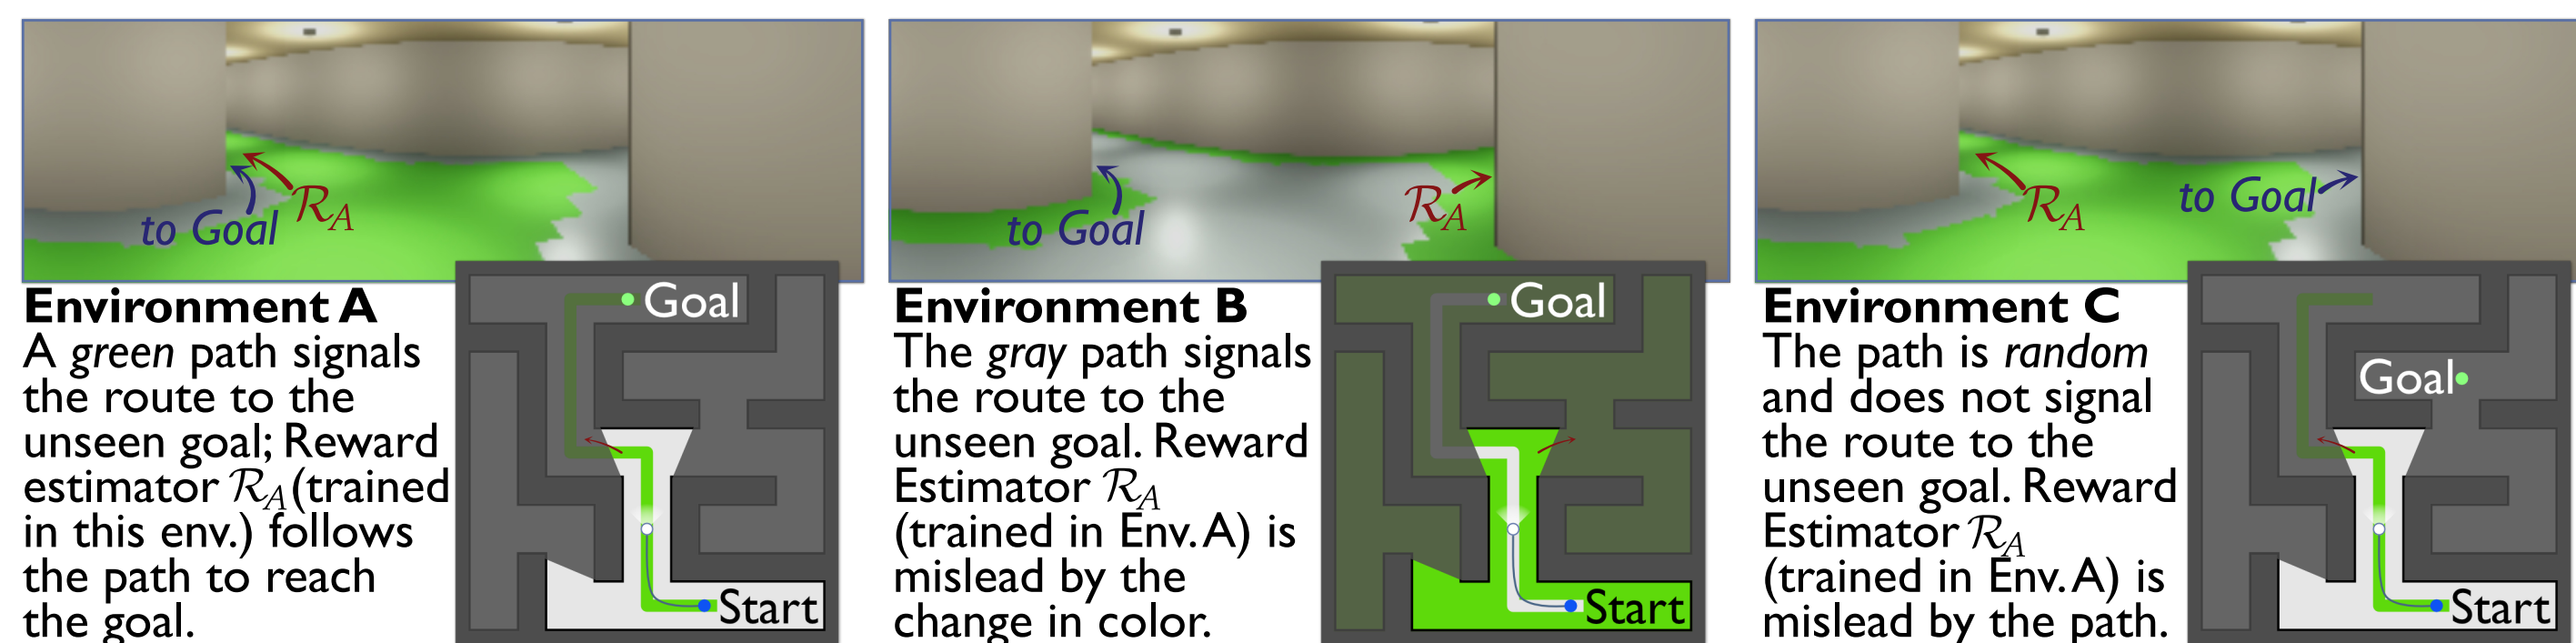 to Goal
R_A
Environment A
A green path signals
the route to the
unseen goal; Reward
estimator R_A (trained
in this env.) follows
the path to reach
the goal.
Goal
Start
to Goal
R_A
Environment B
The gray path signals
the route to the
unseen goal. Reward
Estimator R_A
(trained in Env. A) is
mislead by the
change in color.
Goal
Start
R_A
to Goal
Environment C
The path is random
and does not signal
the route to the
unseen goal. Reward
Estimator R_A
(trained in Env. A) is
mislead by the path.
Goal
Start